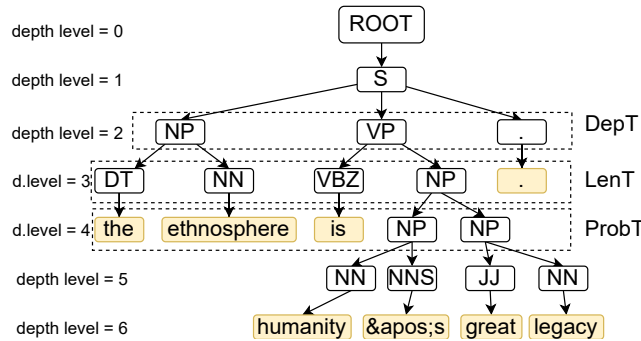 depth level = 0 ROOT
depth level = 1 S
depth level = 2 NP VP . DepT
d.level = 3 DT NN VBZ NP . LenT
d.level = 4 the ethnosphere is NP NP ProbT
depth level = 5 NN NNS JJ NN
depth level = 6 humanity &apos;s great legacy